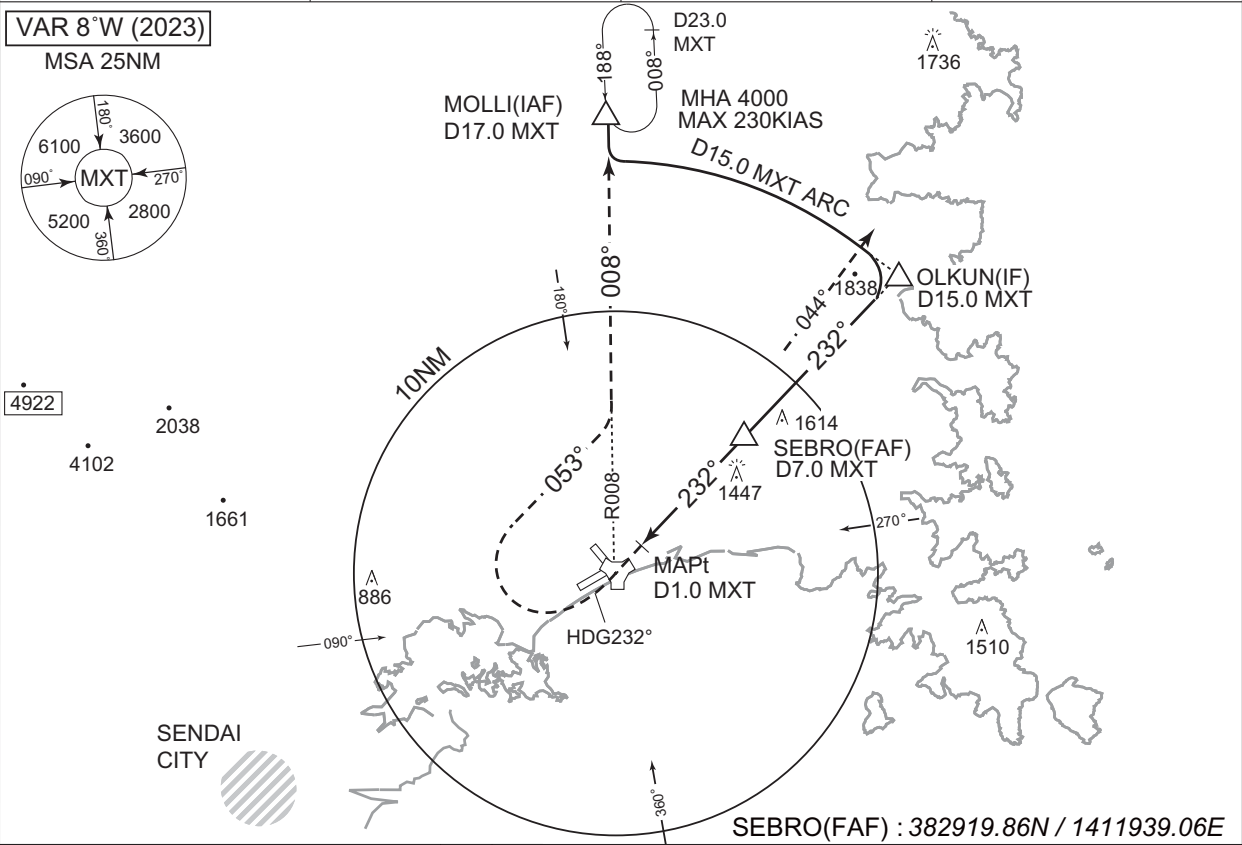 VAR 8°W (2023)
MSA 25NM
180°
6100
3600
090°
MXT
270°
5200
2800
360°
D23.0
MXT
188°
008°
MOLLI(IAF)
D17.0 MXT
MHA 4000
MAX 230KIAS
D15.0 MXT ARC
1736
008°
180°
044°
1838
OLKUN(IF)
D15.0 MXT
232°
10NM
4922
2038
4102
1661
1614
SEBRO(FAF)
D7.0 MXT
053°
R008
232°
1447
270°
MAPt
D1.0 MXT
886
HDG232°
090°
1510
SENDAI
CITY
360°
SEBRO(FAF) : 382919.86N / 1411939.06E